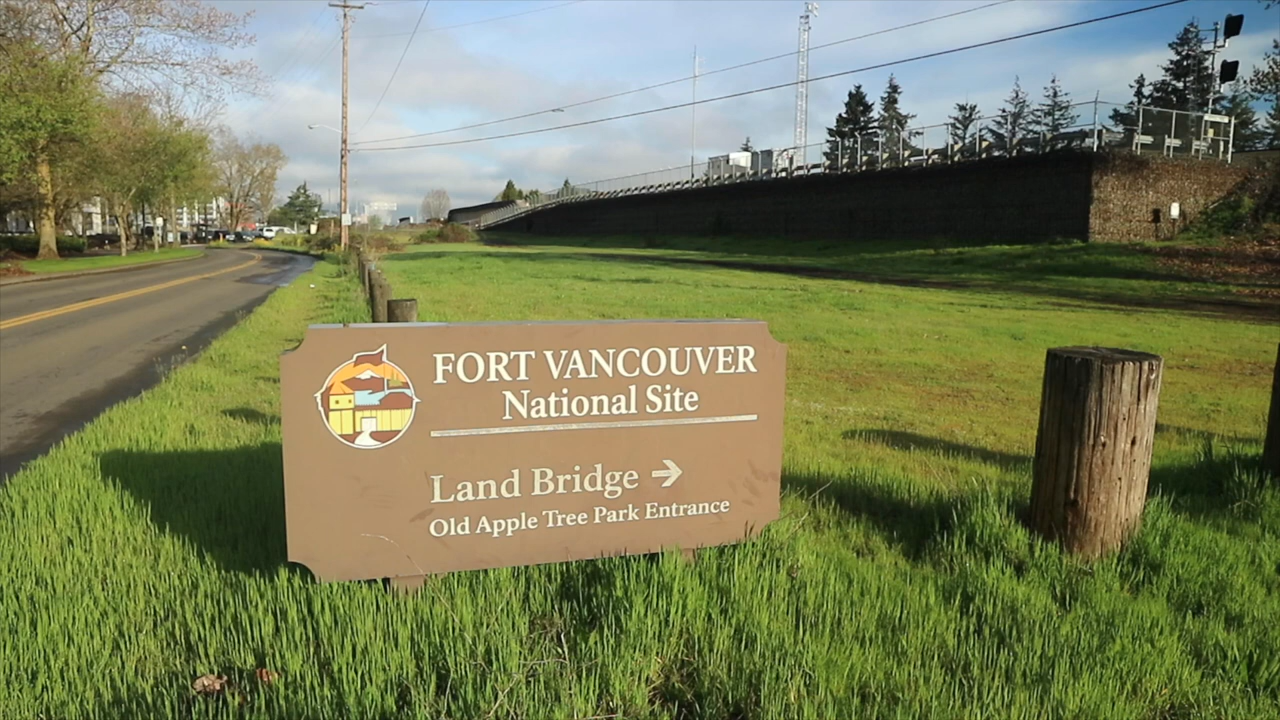 FORT VANCOUVER
National Site
Land Bridge →
Old Apple Tree Park Entrance